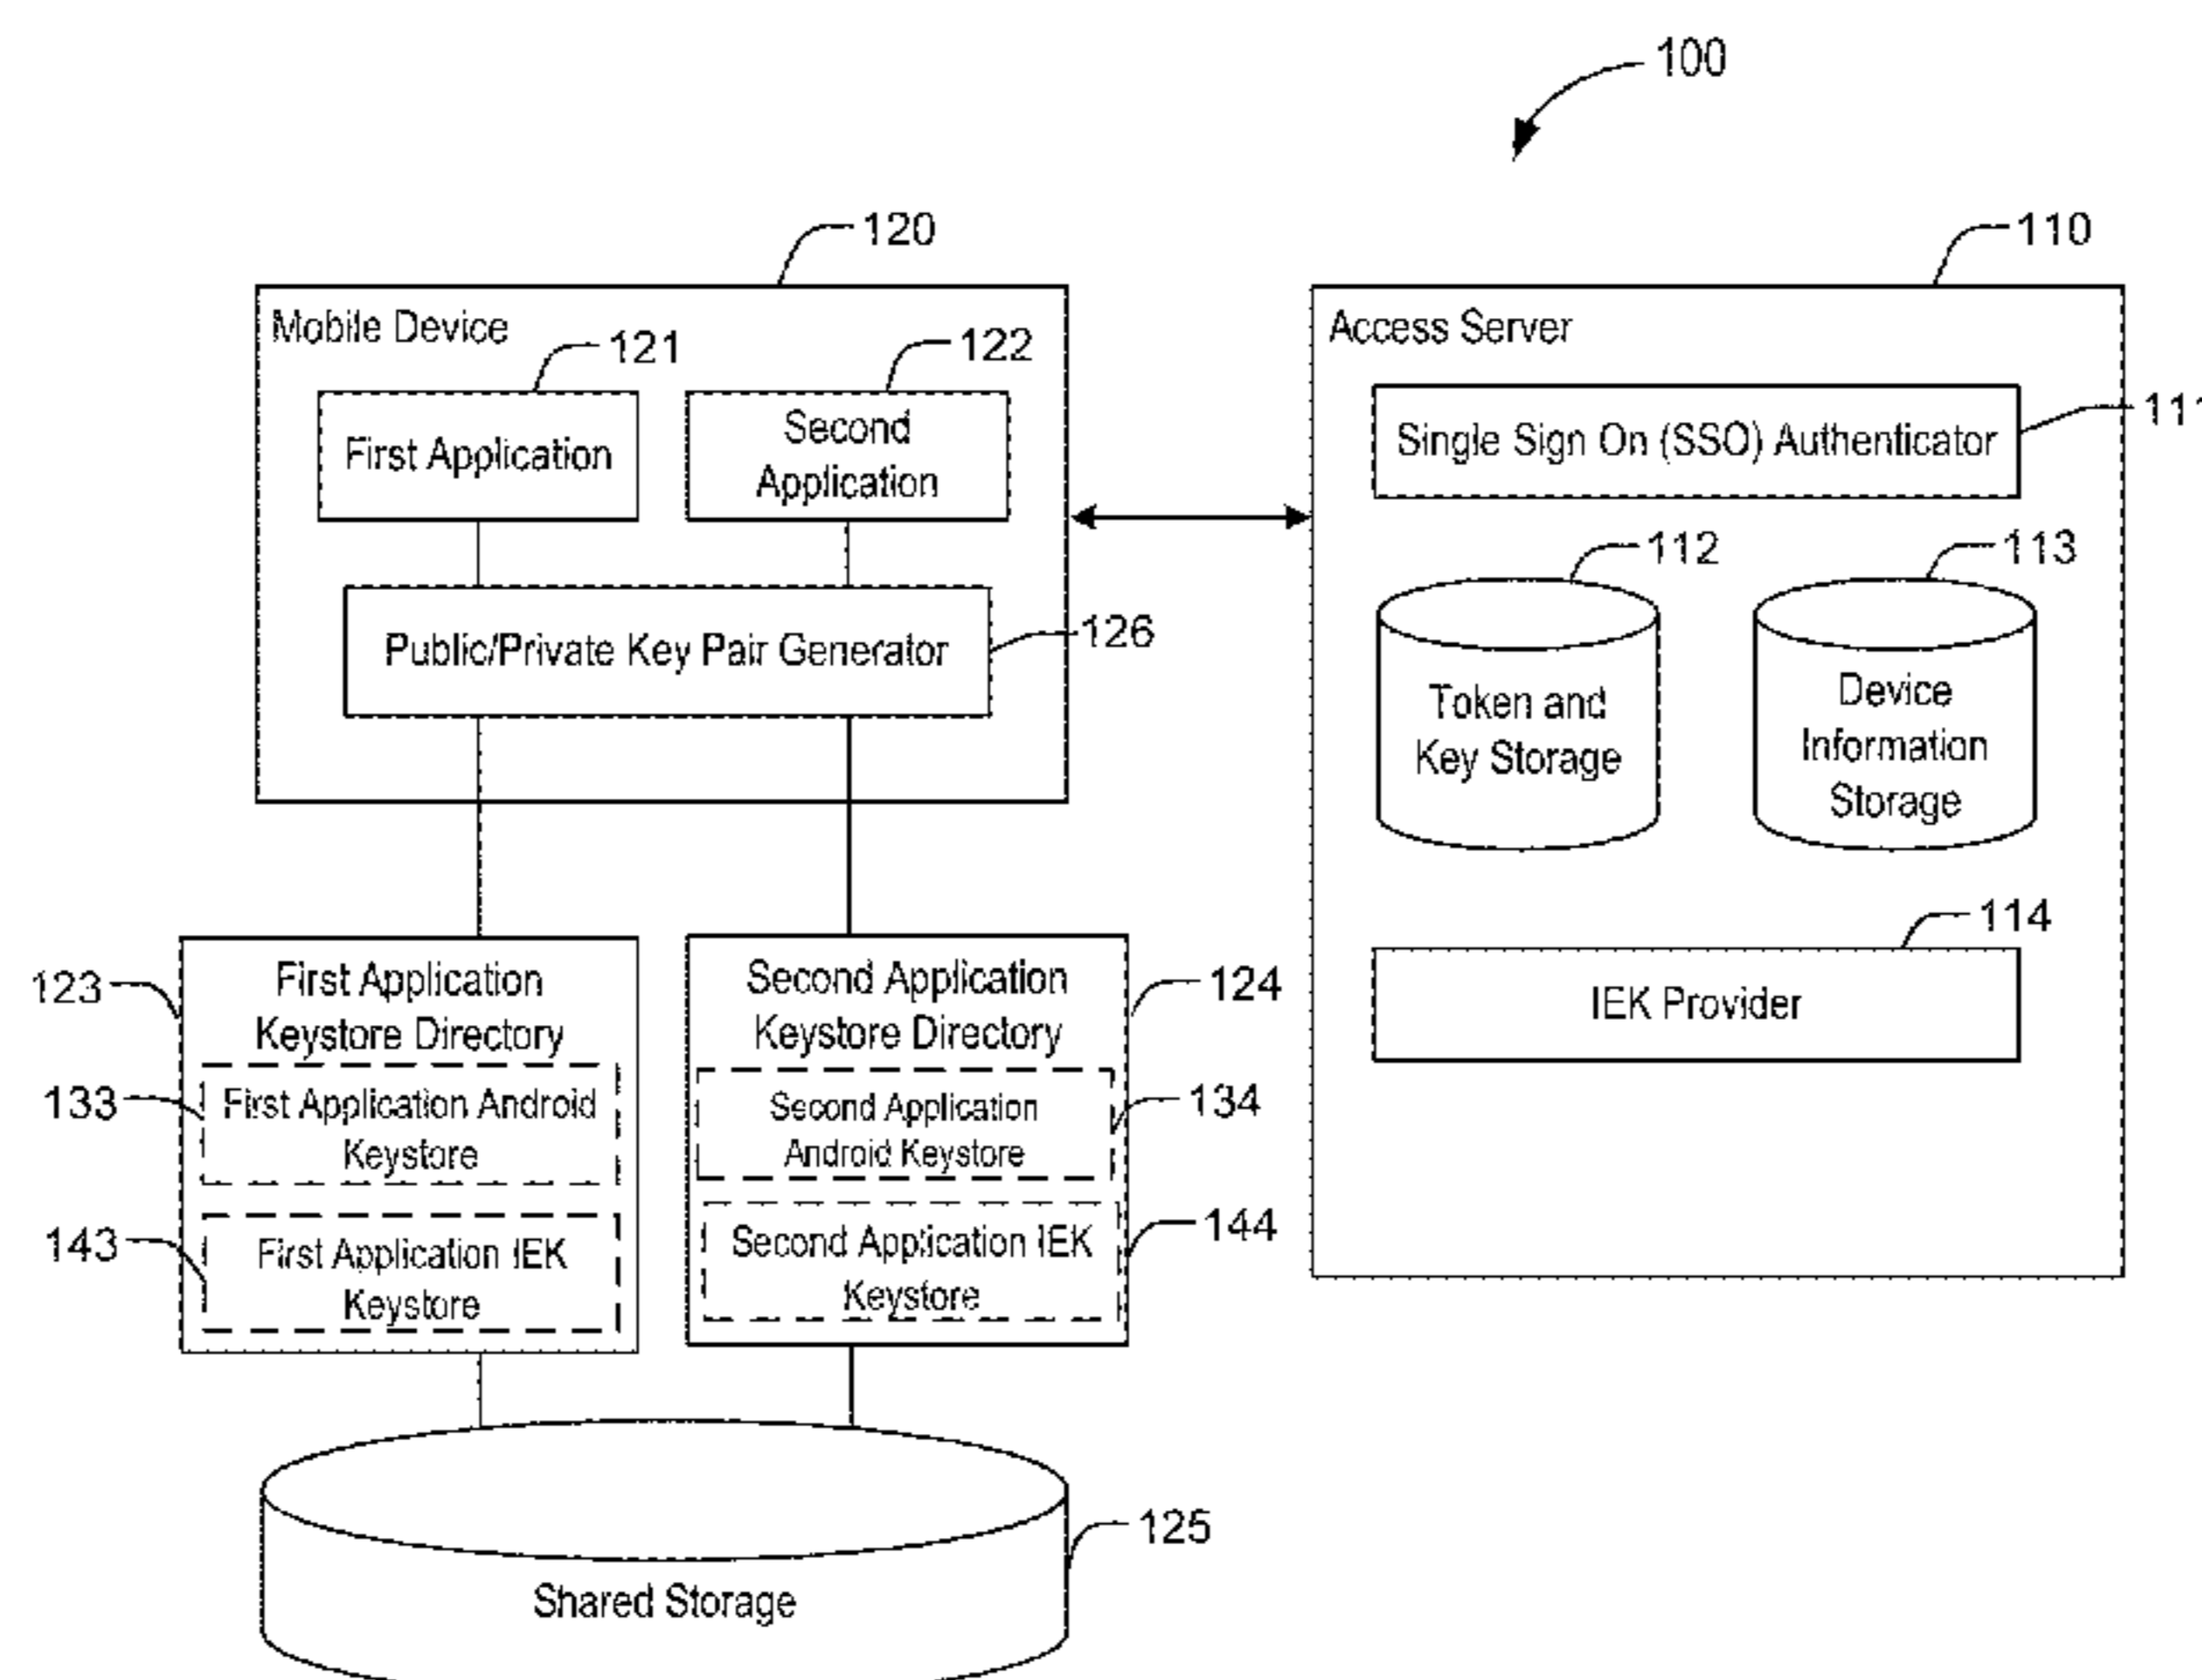 100
120
110
Mobile Device
Access Server
121
122
111
First Application
Second
Application
Single Sign On (SSO) Authenticator
112
113
126
Public/Private Key Pair Generator
Token and
Key Storage
Device
Information
Storage
114
123
First Application
Keystore Directory
Second Application
Keystore Directory
124
IEK Provider
133
First Application Android
Keystore
Second Application
Android Keystore
134
143
First Application IEK
Keystore
Second Application IEK
Keystore
144
125
Shared Storage